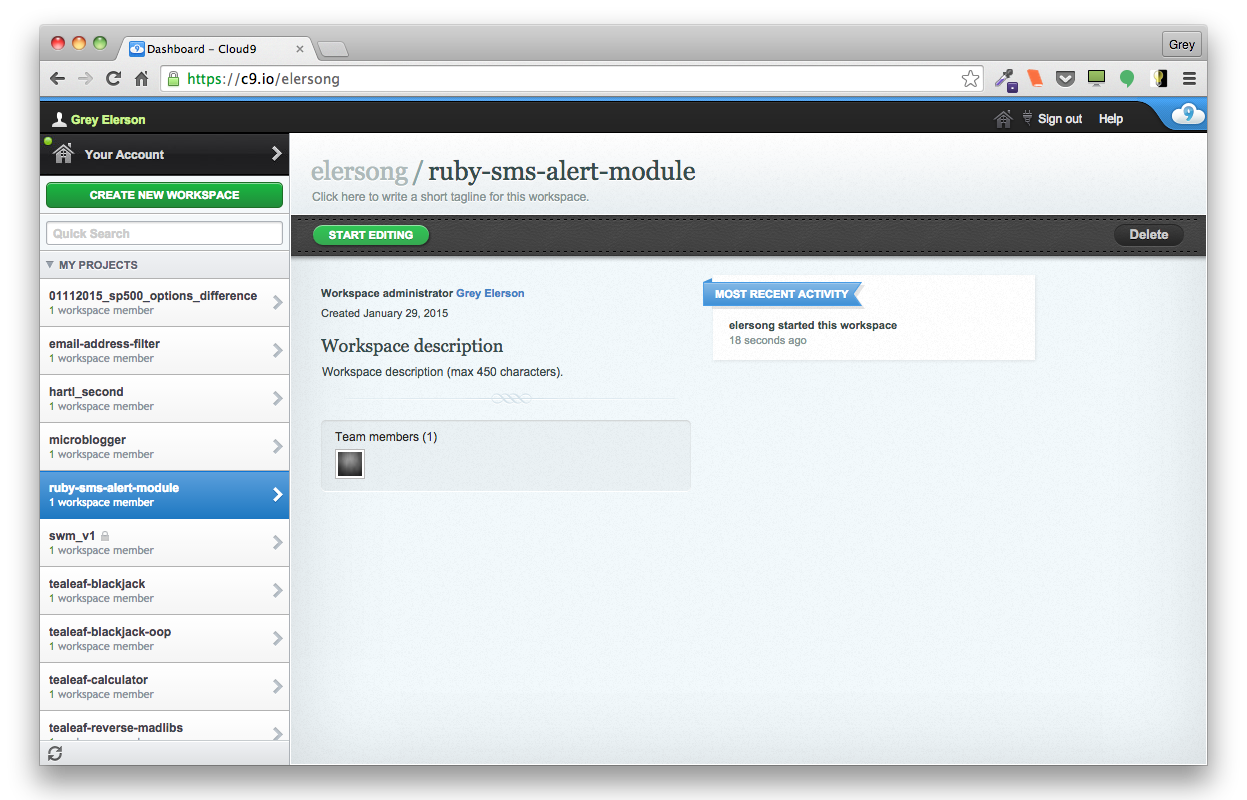 Dashboard – Cloud9
Grey
https://c9.io/elersong
Grey Elerson
Sign out
Help
9
Your Account
CREATE NEW WORKSPACE
Quick Search
MY PROJECTS
01112015_sp500_options_difference
1 workspace member
email-address-filter
1 workspace member
hartl_second
1 workspace member
microblogger
1 workspace member
ruby-sms-alert-module
1 workspace member
swm_v1
1 workspace member
tealeaf-blackjack
1 workspace member
tealeaf-blackjack-oop
1 workspace member
tealeaf-calculator
1 workspace member
tealeaf-reverse-madlibs
elersong / ruby-sms-alert-module
Click here to write a short tagline for this workspace.
START EDITING
Delete
Workspace administrator Grey Elerson
Created January 29, 2015
Workspace description
Workspace description (max 450 characters).
Team members (1)
MOST RECENT ACTIVITY
elersong started this workspace
18 seconds ago